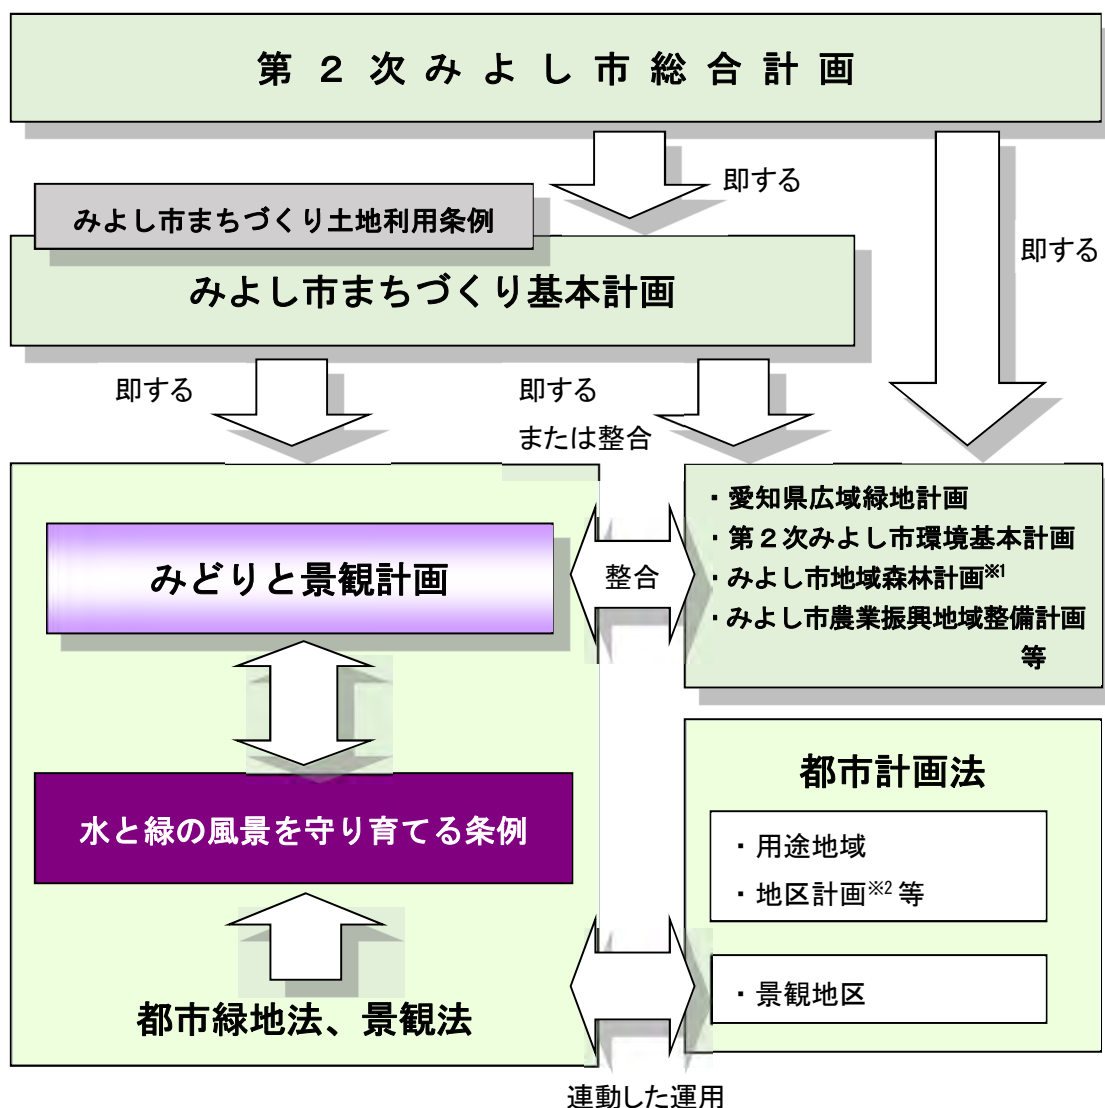 第２次みよし市総合計画
即する
みよし市まちづくり土地利用条例
即する
みよし市まちづくり基本計画
即する
即する
または整合
・愛知県広域緑地計画
・第２次みよし市環境基本計画
みどりと景観計画
整合
・みよし市地域森林計画※1
・みよし市農業振興地域整備計画
等
都市計画法
水と緑の風景を守り育てる条例
・用途地域
・地区計画※2 等
・景観地区
都市緑地法、景観法
連動した運用